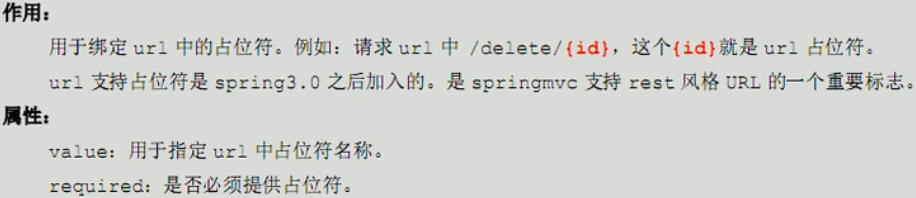 作用：
用于绑定 url 中的占位符。例如：请求 url 中 /delete/{id}，这个{id}就是 url 占位符。
url 支持占位符是 spring3.0 之后加入的。是 springmvc 支持 rest 风格 URL 的一个重要标志。
属性：
value：用于指定 url 中占位符名称。
required：是否必须提供占位符。